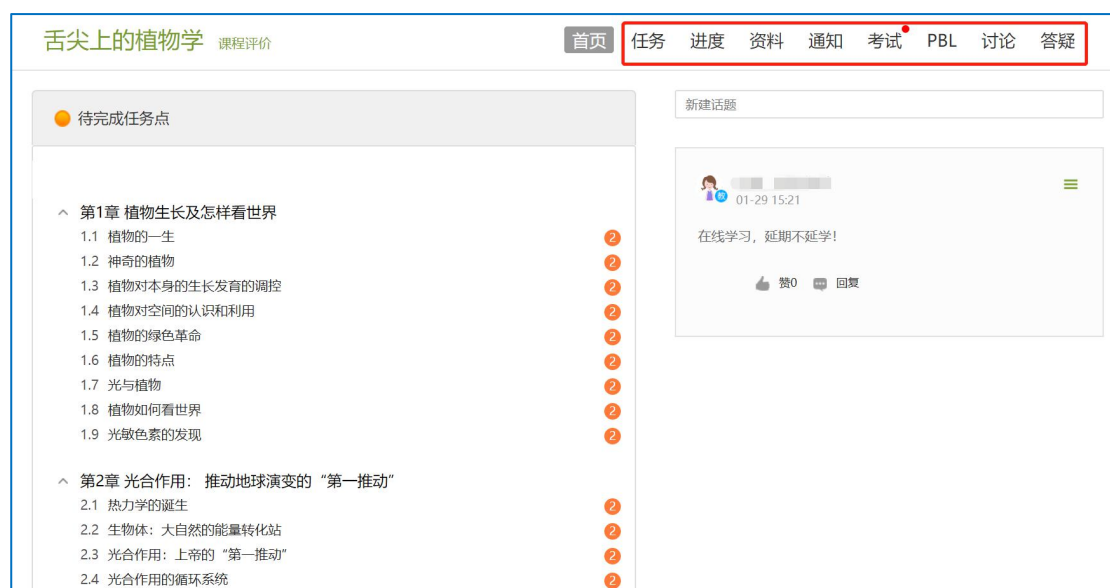 舌尖上的植物学 课程评价 首页 任务 进度 资料 通知 考试 PBL 讨论 答疑
待完成任务点
第1章 植物生长及怎样看世界
1.1 植物的一生 2
1.2 神奇的植物 2
1.3 植物对本身的生长发育的调控 2
1.4 植物对空间的认识和利用 2
1.5 植物的绿色革命 2
1.6 植物的特点 2
1.7 光与植物 2
1.8 植物如何看世界 2
1.9 光敏色素的发现 2
第2章 光合作用： 推动地球演变的“第一推动”
2.1 热力学的诞生 2
2.2 生物体：大自然的能量转化站 2
2.3 光合作用：上帝的“第一推动” 2
2.4 光合作用的循环系统 2
新建话题
教
01-29 15:21
在线学习，延期不延学！
赞0 回复